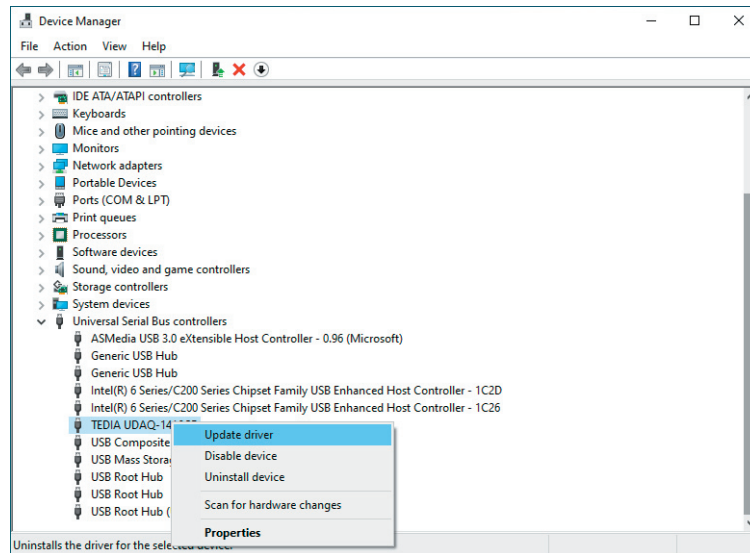 Device Manager
File Action View Help
IDE ATA/ATAPI controllers
Keyboards
Mice and other pointing devices
Monitors
Network adapters
Portable Devices
Ports (COM & LPT)
Print queues
Processors
Software devices
Sound, video and game controllers
Storage controllers
System devices
Universal Serial Bus controllers
ASMedia USB 3.0 eXtensible Host Controller - 0.96 (Microsoft)
Generic USB Hub
Generic USB Hub
Intel(R) 6 Series/C200 Series Chipset Family USB Enhanced Host Controller - 1C2D
Intel(R) 6 Series/C200 Series Chipset Family USB Enhanced Host Controller - 1C26
TEDIA
Update driver
USB Composite
Disable device
USB Mass
USB Root Hub
Uninstall device
USB Root Hub
Scan for hardware changes
USB Root Hub (
Properties
Uninstalls the driver for the selected device.